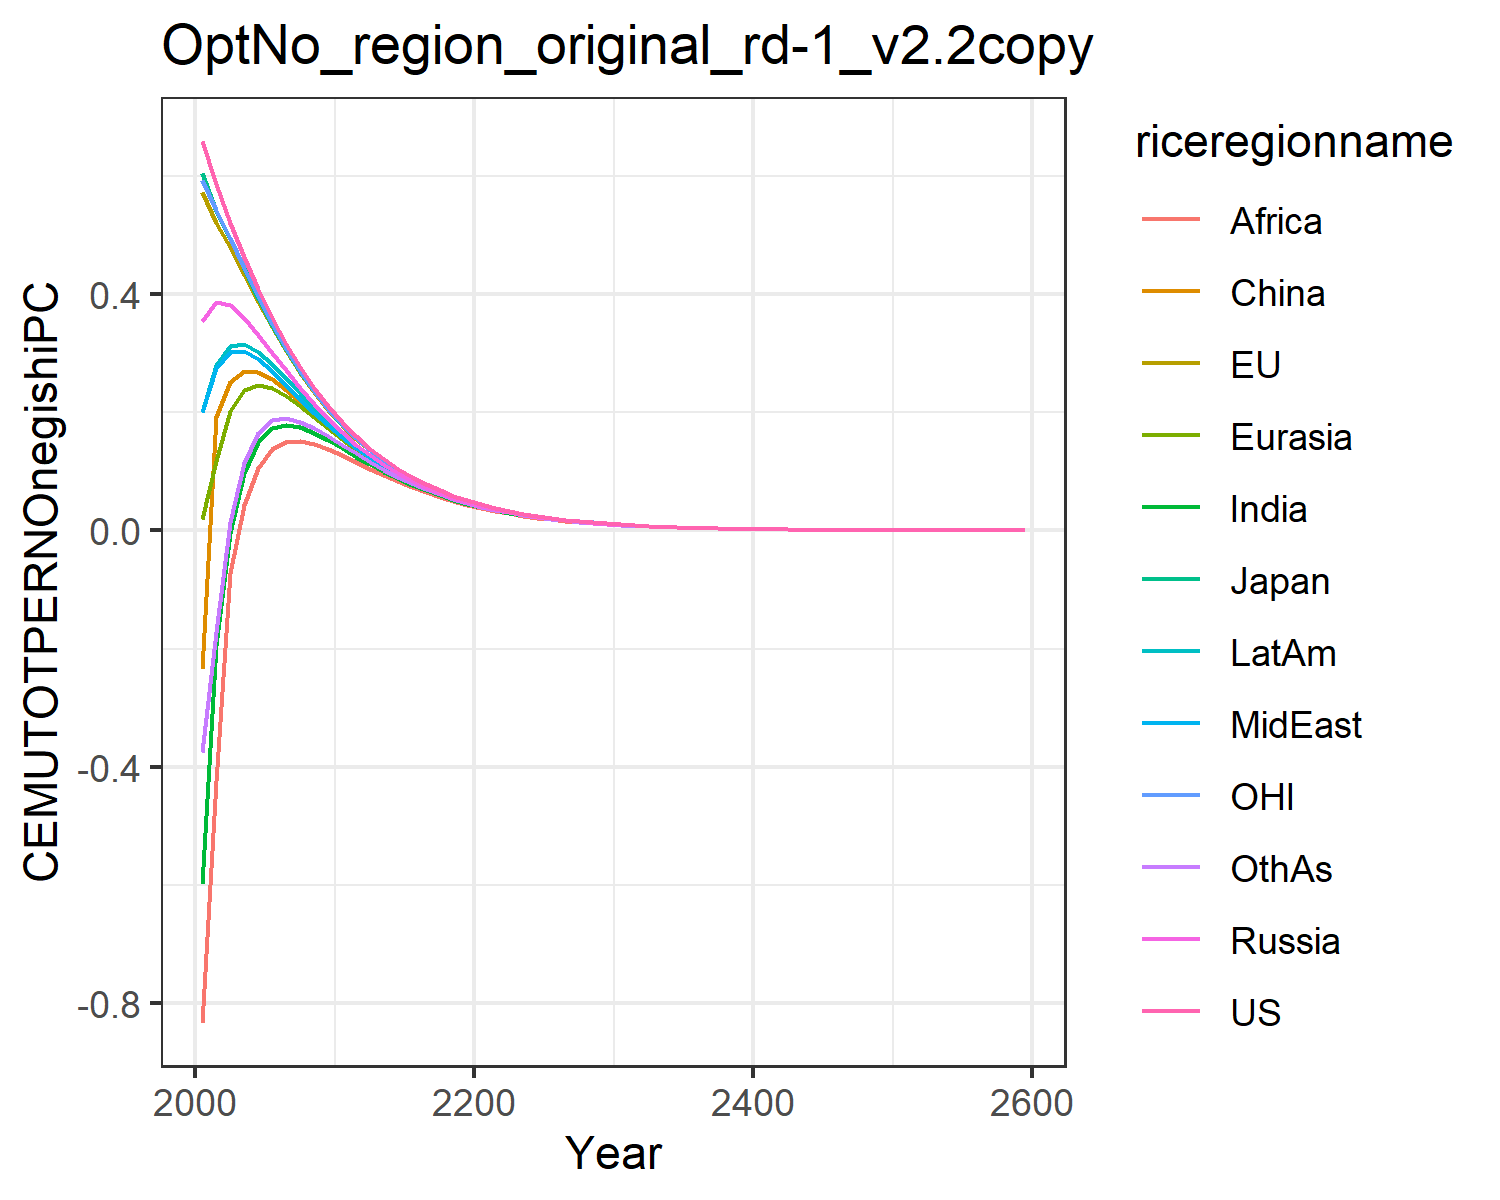 OptNo_region_original_rd-1_v2.2copy
CEMUTOTPERNOnegishiPC
0.4
0.0
-0.4
-0.8
2000
2200
2400
2600
Year
riceregionname
Africa
China
EU
Eurasia
India
Japan
LatAm
MidEast
OHI
OthAs
Russia
US